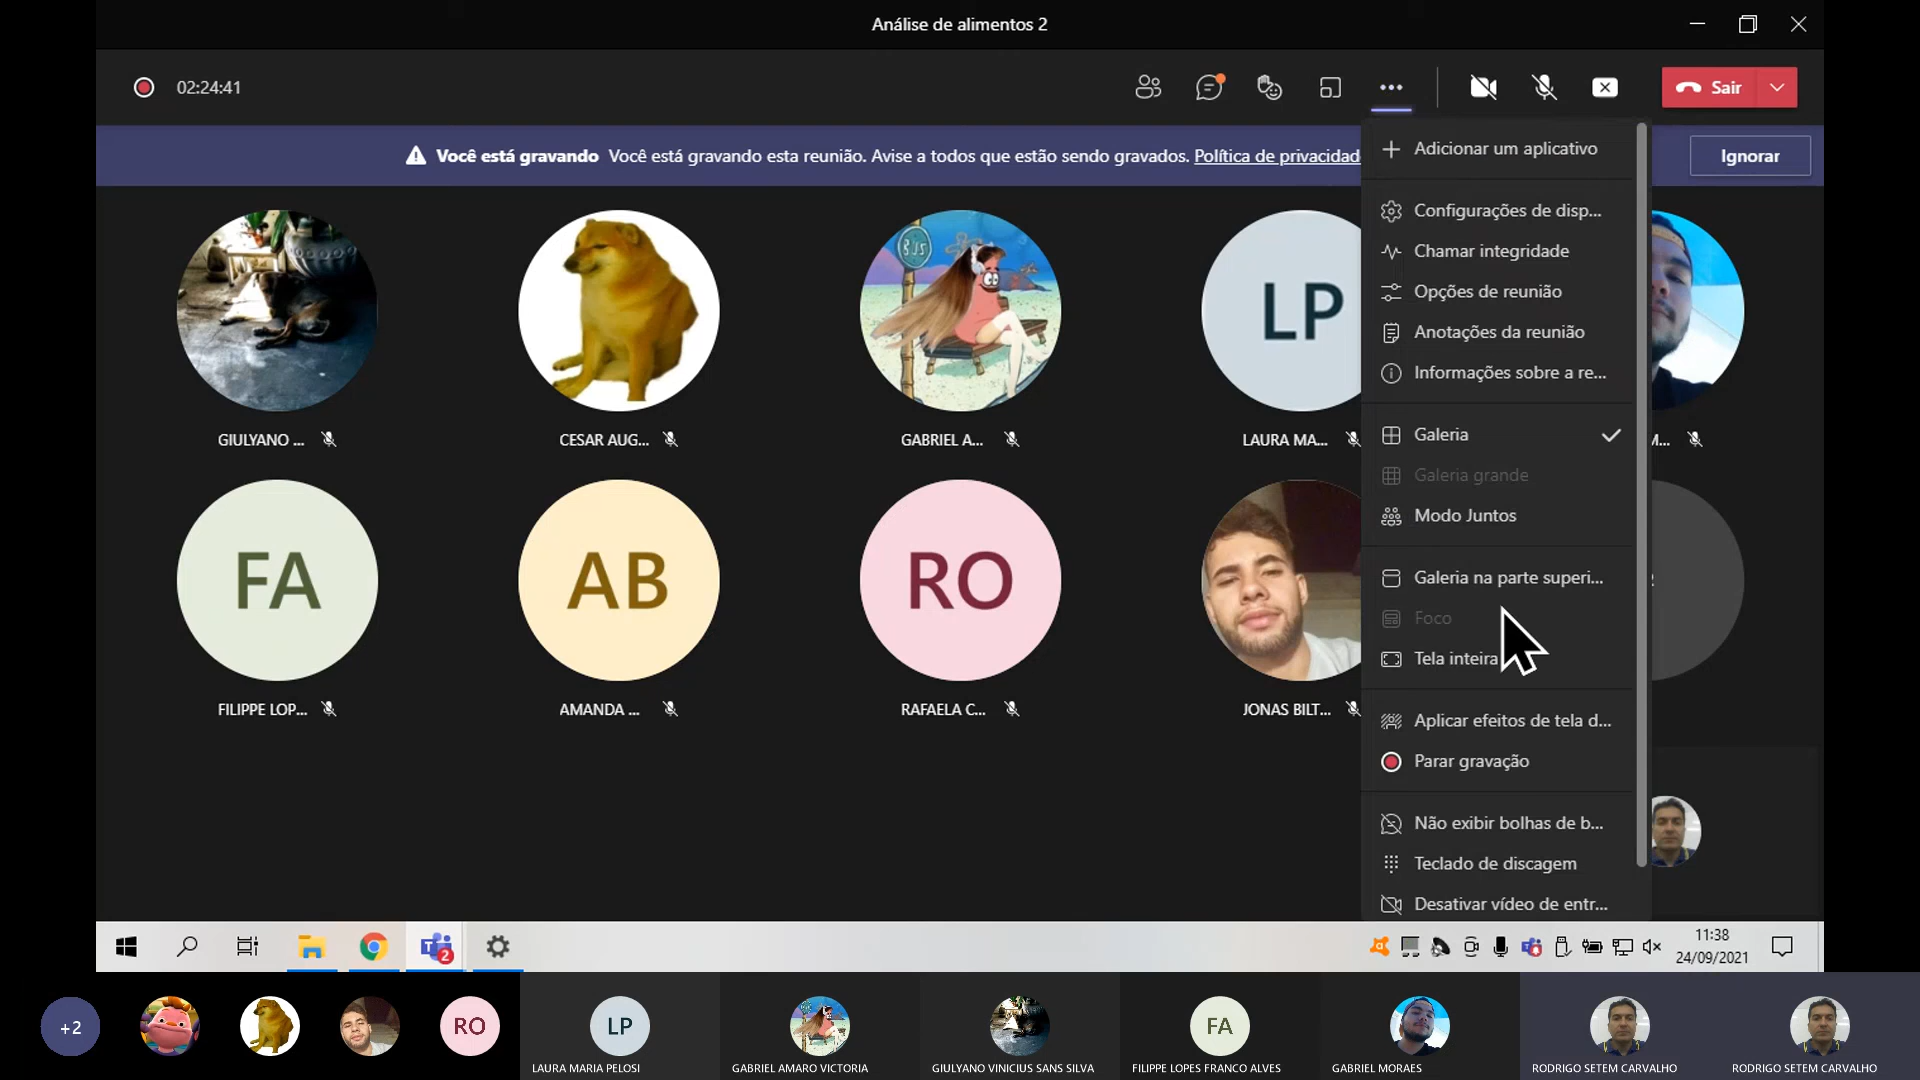 Análise de alimentos 2
02:24:41
Sair
Você está gravando Você está gravando esta reunião. Avise a todos que estão sendo gravados. Política de privacidad
Ignorar
Adicionar um aplicativo
Configurações de disp...
Chamar integridade
Opções de reunião
Anotações da reunião
Informações sobre a re...
Galeria
Galeria grande
Modo Juntos
Galeria na parte superi...
Foco
Tela inteira
Aplicar efeitos de tela d...
Parar gravação
Não exibir bolhas de b...
Teclado de discagem
Desativar vídeo de entr...
BUS
LP
GIULYANO ...
CESAR AUG...
GABRIEL A...
LAURA MA...
M...
FA
AB
RO
FILIPPE LOP...
AMANDA ...
RAFAELA C...
JONAS BILT...
2
11:38
24/09/2021
+2
RO
LP
FA
LAURA MARIA PELOSI
GABRIEL AMARO VICTORIA
GIULYANO VINICIUS SANS SILVA
FILIPPE LOPES FRANCO ALVES
GABRIEL MORAES
RODRIGO SETEM CARVALHO
RODRIGO SETEM CARVALHO